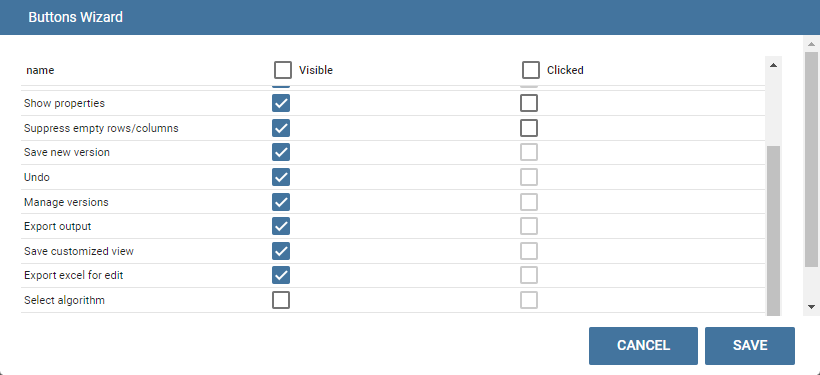 Buttons Wizard
name Visible Clicked
Show properties
Suppress empty rows/columns
Save new version
Undo
Manage versions
Export output
Save customized view
Export excel for edit
Select algorithm
CANCEL SAVE